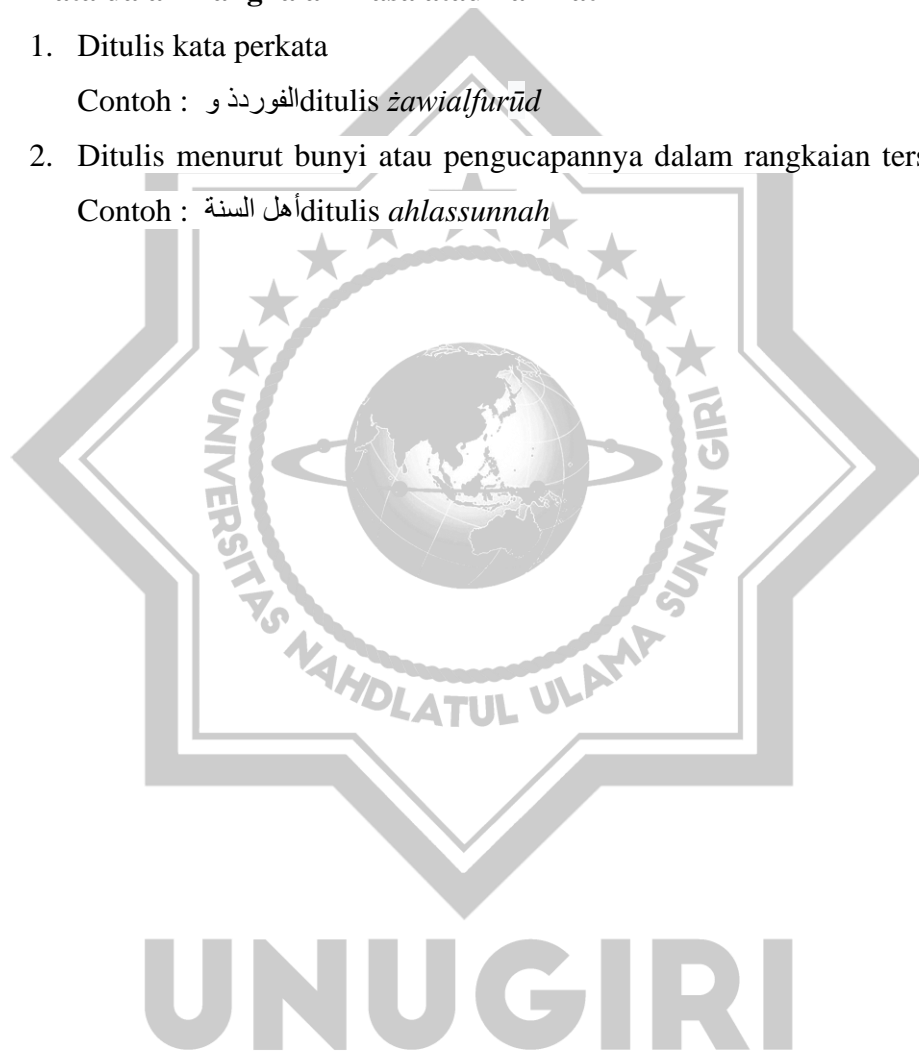 1. Ditulis kata perkata
Contoh : الفوردذ و ditulis żawialfurūd
2. Ditulis menurut bunyi atau pengucapannya dalam rangkaian
Contoh : أهل السنة ditulis ahlassunnah
UNIVERSITAS NAHDLATUL ULAMA SUNAN GIRI
UNUGIRI